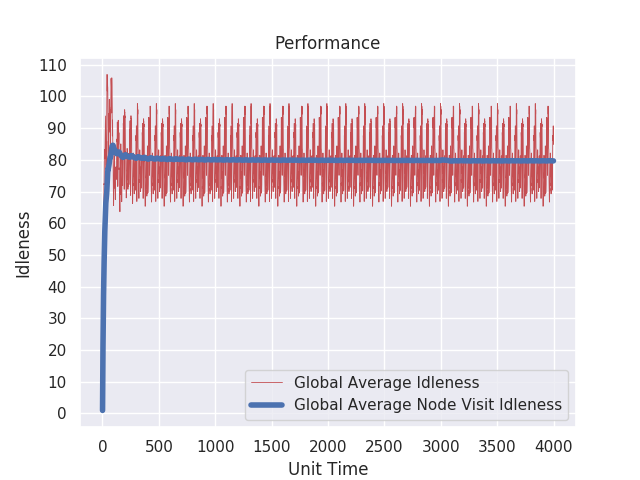 Performance
110
100
90
80
70
60
50
40
30
20
10
0
Idleness
Global Average Idleness
Global Average Node Visit Idleness
0 500 1000 1500 2000 2500 3000 3500 4000
Unit Time